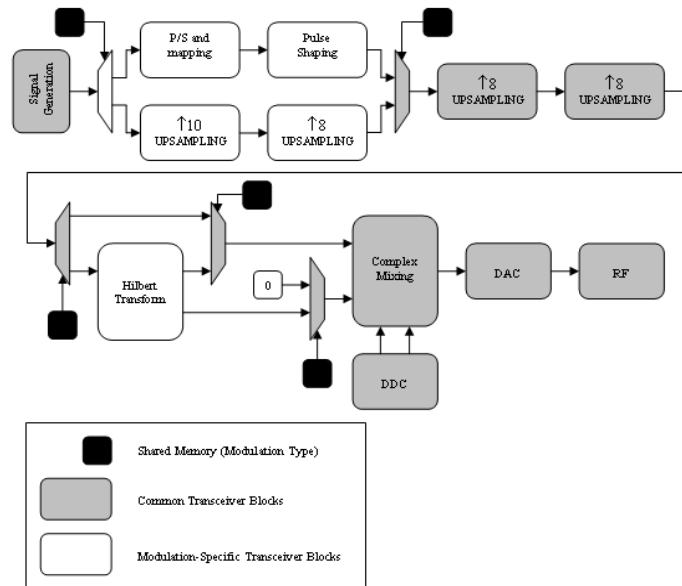 Signal
Generation
P/S and
mapping
Pulse
Shaping
↑10
UPSAMPLING
↑8
UPSAMPLING
↑8
UPSAMPLING
↑8
UPSAMPLING
Hilbert
Transform
0
Complex
Mixing
DAC
RF
DDC
Shared Memory (Modulation Type)
Common Transceiver Blocks
Modulation-Specific Transceiver Blocks